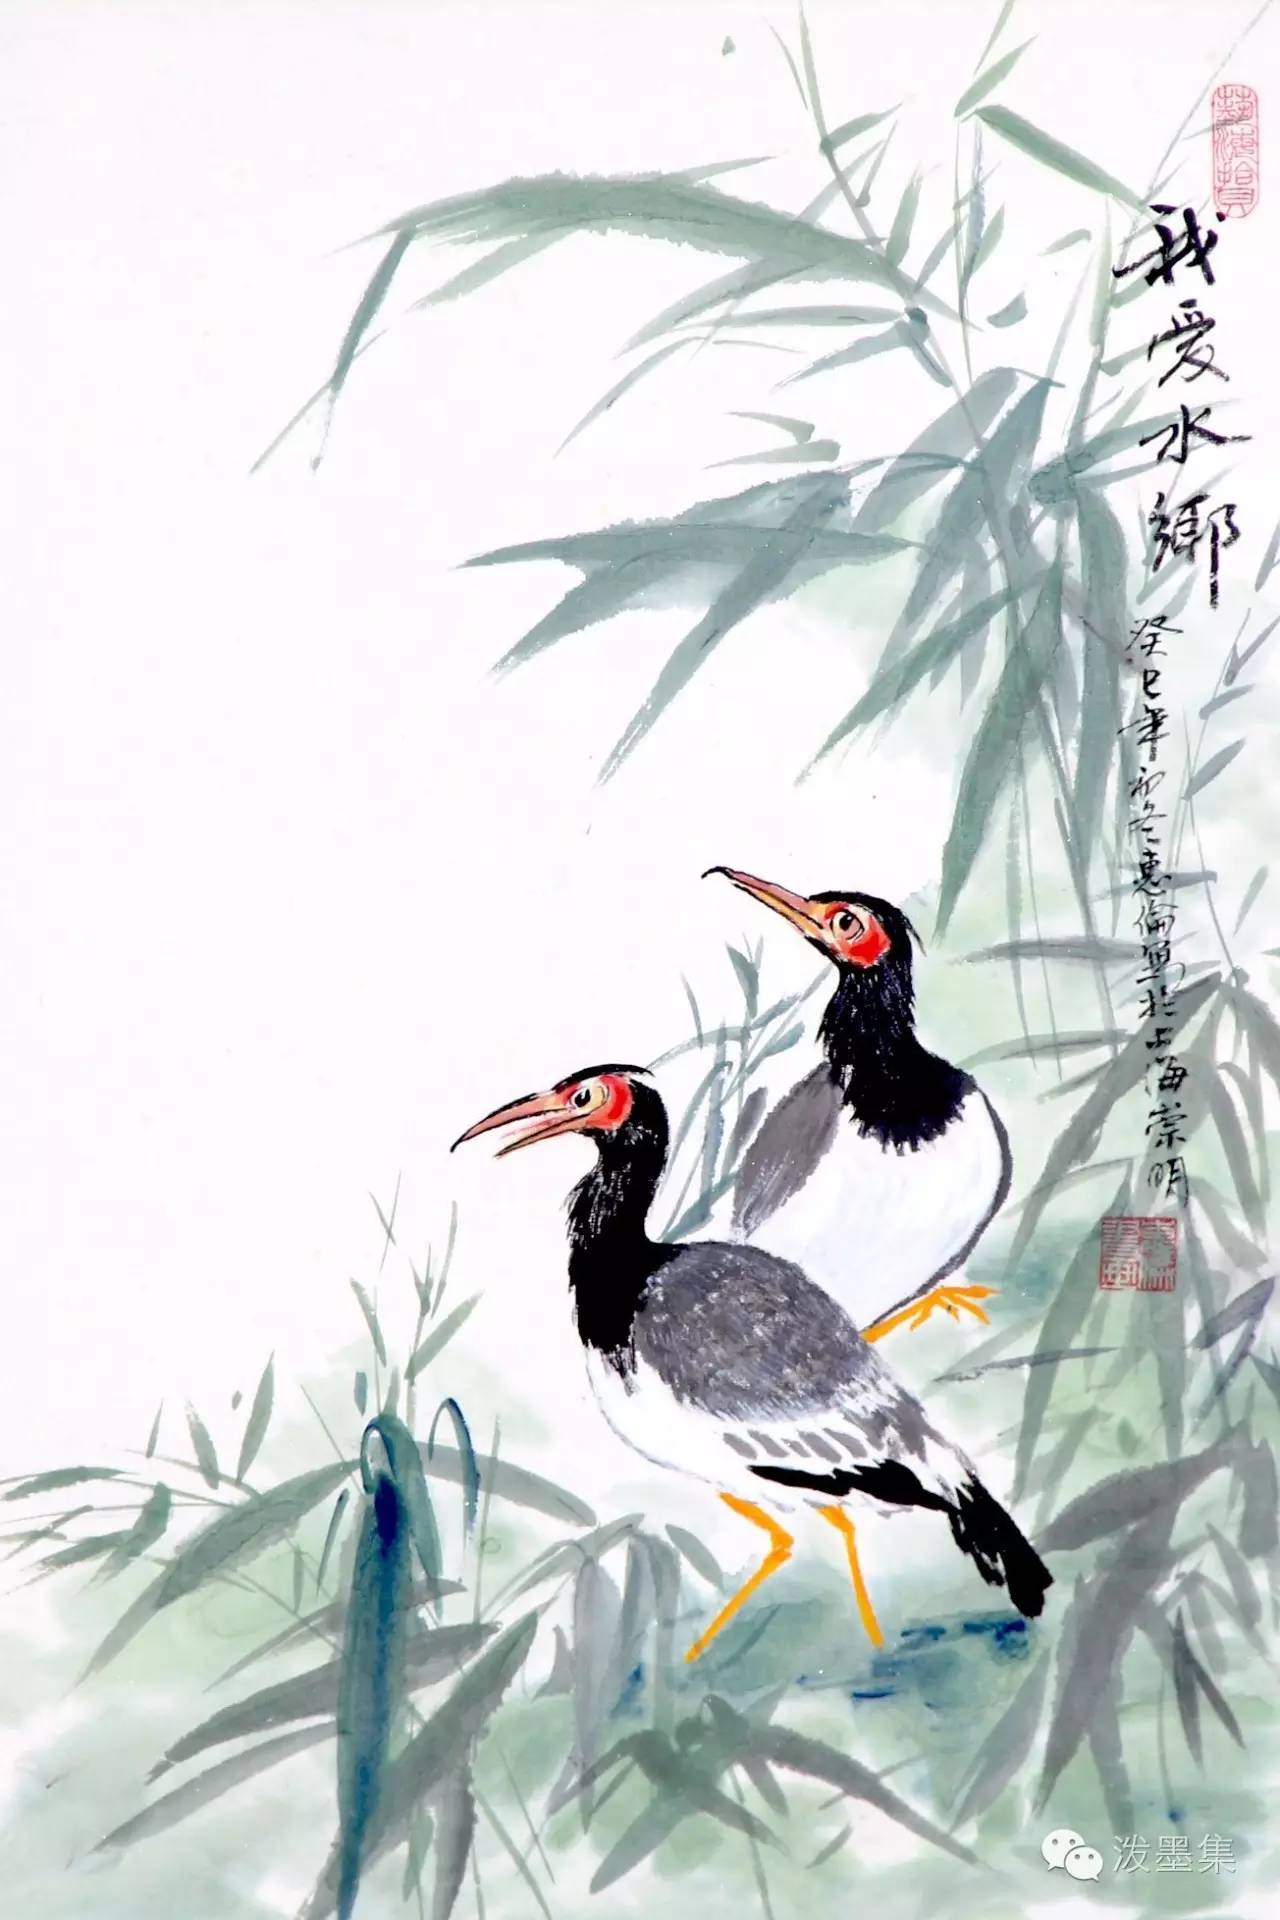 我爱水鄉
癸巳年初冬惠倫寫於上海崇明
泼墨集